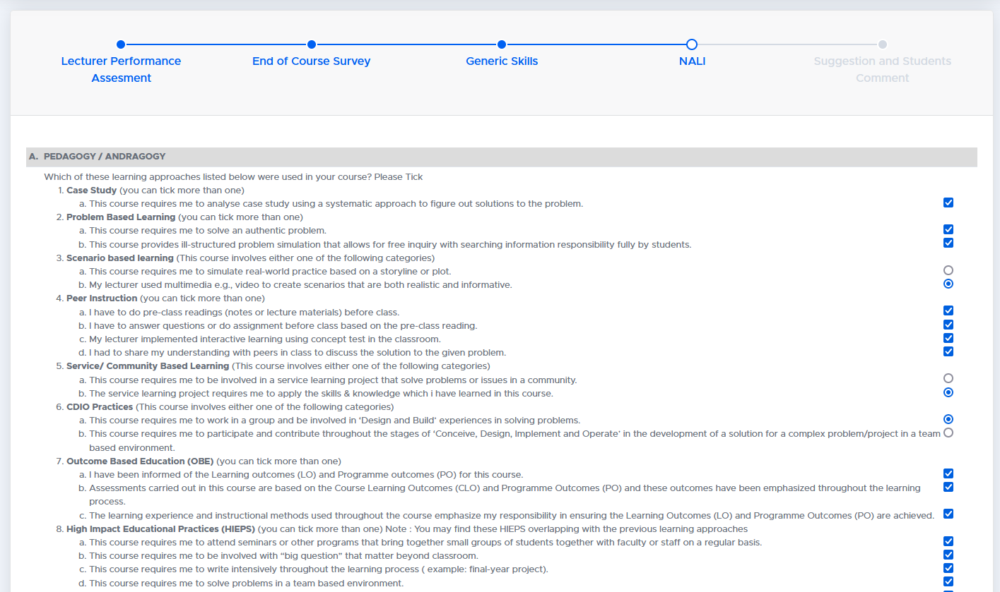 Lecturer Performance
Assesment
End of Course Survey
Generic Skills
NALI
Suggestion and Students
Comment
A. PEDAGOGY / ANDRAGOGY
Which of these learning approaches listed below were used in your course? Please Tick
1. Case Study (you can tick more than one)
a. This course requires me to analyse case study using a systematic approach to figure out solutions to the problem.
2. Problem Based Learning (you can tick more than one)
a. This course requires me to solve an authentic problem.
b. This course provides ill-structured problem simulation that allows for free inquiry with searching information responsibility fully by students.
3. Scenario based learning (This course involves either one of the following categories)
a. This course requires me to simulate real-world practice based on a storyline or plot.
b. My lecturer used multimedia e.g., video to create scenarios that are both realistic and informative.
4. Peer Instruction (you can tick more than one)
a. I have to do pre-class readings (notes or lecture materials) before class.
b. I have to answer questions or do assignment before class based on the pre-class reading.
c. My lecturer implemented interactive learning using concept test in the classroom.
d. I had to share my understanding with peers in class to discuss the solution to the given problem.
5. Service/ Community Based Learning (This course involves either one of the following categories)
a. This course requires me to be involved in a service learning project that solve problems or issues in a community.
b. The service learning project requires me to apply the skills & knowledge which i have learned in this course.
6. CDIO Practices (This course involves either one of the following categories)
a. This course requires me to work in a group and be involved in ‘Design and Build’ experiences in solving problems.
b. This course requires me to participate and contribute throughout the stages of ‘Conceive, Design, Implement and Operate’ in the development of a solution for a complex problem/project in a team
based environment.
7. Outcome Based Education (OBE) (you can tick more than one)
a. I have been informed of the Learning outcomes (LO) and Programme outcomes (PO) for this course.
b. Assessments carried out in this course are based on the Course Learning Outcomes (CLO) and Programme Outcomes (PO) and these outcomes have been emphasized throughout the learning
process.
c. The learning experience and instructional methods used throughout the course emphasize my responsibility in ensuring the Learning Outcomes (LO) and Programme Outcomes (PO) are achieved.
8. High Impact Educational Practices (HIEPS) (you can tick more than one) Note : You may find these HIEPS overlapping with the previous learning approaches
a. This course requires me to attend seminars or other programs that bring together small groups of students together with faculty or staff on a regular basis.
b. This course requires me to be involved with “big question” that matter beyond classroom.
c. This course requires me to write intensively throughout the learning process ( example: final-year project).
d. This course requires me to solve problems in a team based environment.